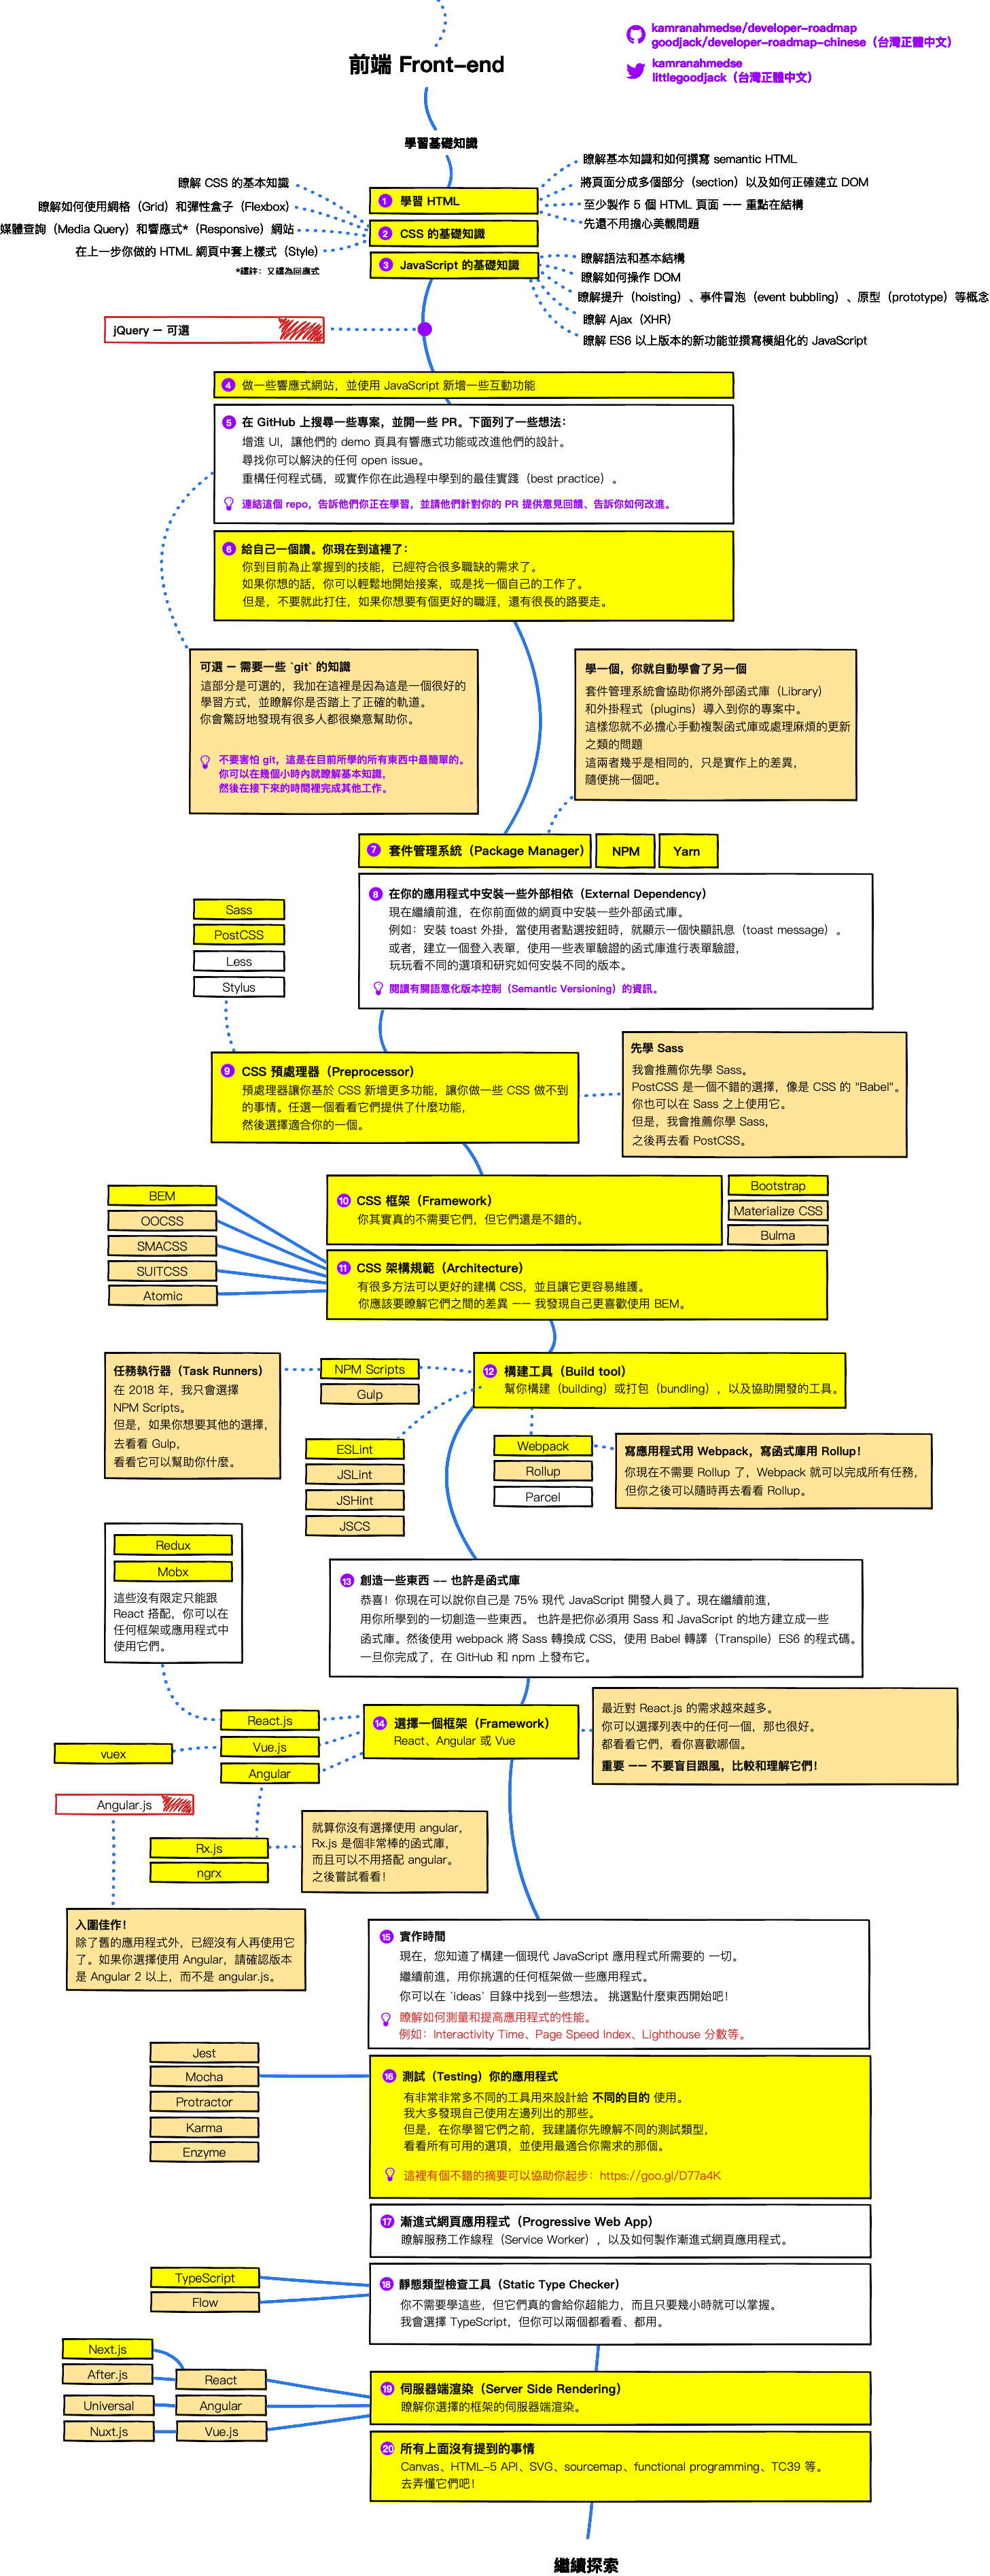 kamranahmedse/developer-roadmap
goodjack/developer-roadmap-chinese（台灣正體中文）
kamranahmedse
littlegoodjack（台灣正體中文）
前端 Front-end
學習基礎知識
1 學習 HTML
瞭解基本知識和如何撰寫 semantic HTML
將頁面分成多個部分（section）以及如何正確建立 DOM
至少製作 5 個 HTML 頁面 —— 重點在結構
先還不用擔心美觀問題
瞭解 CSS 的基本知識
瞭解如何使用網格（Grid）和彈性盒子（Flexbox）
媒體查詢（Media Query）和響應式*（Responsive）網站
在上一步你做的 HTML 網頁中套上樣式（Style）
*譯註：又譯為回應式
2 CSS 的基礎知識
3 JavaScript 的基礎知識
瞭解語法和基本結構
瞭解如何操作 DOM
瞭解提升（hoisting）、事件冒泡（event bubbling）、原型（prototype）等概念
瞭解 Ajax（XHR）
瞭解 ES6 以上版本的新功能並撰寫模組化的 JavaScript
jQuery — 可選
4 做一些響應式網站，並使用 JavaScript 新增一些互動功能
5 在 GitHub 上搜尋一些專案，並開一些 PR。下面列了一些想法：
增進 UI，讓他們的 demo 頁具有響應式功能或改進他們的設計。
尋找你可以解決的任何 open issue。
重構任何程式碼，或實作你在此過程中學到的最佳實踐（best practice）。
連結這個 repo，告訴他們你正在學習，並請他們針對你的 PR 提供意見回饋、告訴你如何改進。
6 給自己一個讚。你現在到這裡了：
你到目前為止掌握到的技能，已經符合很多職缺的需求了。
如果你想的話，你可以輕鬆地開始接案，或是找一個自己的工作了。
但是，不要就此打住，如果你想要有個更好的職涯，還有很長的路要走。
可選 — 需要一些 `git` 的知識
這部分是可選的，我加在這裡是因為這是一個很好的
學習方式，並瞭解你是否踏上了正確的軌道。
你會驚訝地發現有很多人都很樂意幫助你。
不要害怕 git，這是在目前所學的所有東西中最簡單的。
你可以在幾個小時內就瞭解基本知識，
然後在接下來的時間裡完成其他工作。
學一個，你就自動學會了另一個
套件管理系統會協助你將外部函式庫（Library）
和外掛程式（plugins）導入到你的專案中。
這樣您就不必擔心手動複製函式庫或處理麻煩的更新
之類的問題
這兩者幾乎是相同的，只是實作上的差異，
隨便挑一個吧。
7 套件管理系統（Package Manager）
NPM
Yarn
8 在你的應用程式中安裝一些外部相依（External Dependency）
現在繼續前進，在你前面做的網頁中安裝一些外部函式庫。
例如：安裝 toast 外掛，當使用者點選按鈕時，就顯示一個快顯訊息（toast message）。
或者，建立一個登入表單，使用一些表單驗證的函式庫進行表單驗證，
玩玩看不同的選項和研究如何安裝不同的版本。
閱讀有關語意化版本控制（Semantic Versioning）的資訊。
Sass
PostCSS
Less
Stylus
9 CSS 預處理器（Preprocessor）
預處理器讓你基於 CSS 新增更多功能，讓你做一些 CSS 做不到
的事情。任選一個看看它們提供了什麼功能，
然後選擇適合你的一個。
先學 Sass
我會推薦你先學 Sass。
PostCSS 是一個不錯的選擇，像是 CSS 的 "Babel"。
你也可以在 Sass 之上使用它。
但是，我會推薦你學 Sass，
之後再去看 PostCSS。
10 CSS 框架（Framework）
你其實真的不需要它們，但它們還是不錯的。
Bootstrap
Materialize CSS
Bulma
BEM
OOCSS
SMACSS
SUITCSS
Atomic
11 CSS 架構規範（Architecture）
有很多方法可以更好的建構 CSS，並且讓它更容易維護。
你應該要瞭解它們之間的差異 —— 我發現自己更喜歡使用 BEM。
12 構建工具（Build tool）
幫你構建（building）或打包（bundling），以及協助開發的工具。
NPM Scripts
Gulp
任務執行器（Task Runners）
在 2018 年，我只會選擇
NPM Scripts。
但是，如果你想要其他的選擇，
去看看 Gulp，
看看它可以幫助你什麼。
ESLint
JSLint
JSHint
JSCS
Webpack
Rollup
Parcel
寫應用程式用 Webpack，寫函式庫用 Rollup！
你現在不需要 Rollup 了，Webpack 就可以完成所有任務，
但你之後可以隨時再去看看 Rollup。
Redux
Mobx
這些沒有限定只能跟
React 搭配，你可以在
任何框架或應用程式中
使用它們。
13 創造一些東西 —— 也許是函式庫
恭喜！你現在可以說你自己是 75% 現代 JavaScript 開發人員了。現在繼續前進，
用你所學到的一切創造一些東西。 也許是把你必須用 Sass 和 JavaScript 的地方建立成一些
函式庫。然後使用 webpack 將 Sass 轉換成 CSS，使用 Babel 轉譯（Transpile）ES6 的程式碼。
一旦你完成了，在 GitHub 和 npm 上發布它。
14 選擇一個框架（Framework）
React、Angular 或 Vue
最近對 React.js 的需求越來越多。
你可以選擇列表中的任何一個，那也很好。
都看看它們，看你喜歡哪個。
重要 —— 不要盲目跟風，比較和理解它們！
React.js
Vue.js
Angular
vuex
Angular.js
Rx.js
ngrx
就算你沒有選擇使用 angular，
Rx.js 是個非常棒的函式庫，
而且可以不用搭配 angular。
之後嘗試看看！
入圍佳作！
除了舊的應用程式外，已經沒有人再使用它
了。如果你選擇使用 Angular，請確認版本
是 Angular 2 以上，而不是 angular.js。
15 實作時間
現在，您知道了構建一個現代 JavaScript 應用程式所需要的 一切。
繼續前進，用你挑選的任何框架做一些應用程式。
你可以在 `ideas` 目錄中找到一些想法。 挑選點什麼東西開始吧！
瞭解如何測量和提高應用程式的性能。
例如：Interactivity Time、Page Speed Index、Lighthouse 分數等。
Jest
Mocha
Protractor
Karma
Enzyme
16 測試（Testing）你的應用程式
有非常非常多不同的工具用來設計給 不同的目的 使用。
我大多發現自己使用左邊列出的那些。
但是，在你學習它們之前，我建議你先瞭解不同的測試類型，
看看所有可用的選項，並使用最適合你需求的那個。
這裡有個不錯的摘要可以協助你起步：https://goo.gl/D77a4K
17 漸進式網頁應用程式（Progressive Web App）
瞭解服務工作線程（Service Worker），以及如何製作漸進式網頁應用程式。
TypeScript
Flow
18 靜態類型檢查工具（Static Type Checker）
你不需要學這些，但它們真的會給你超能力，而且只要幾小時就可以掌握。
我會選擇 TypeScript，但你可以兩個都看看、都用。
Next.js
After.js
React
Universal
Angular
Nuxt.js
Vue.js
19 伺服器端渲染（Server Side Rendering）
瞭解你選擇的框架的伺服器端渲染。
20 所有上面沒有提到的事情
Canvas、HTML-5 API、SVG、sourcemap、functional programming、TC39 等。
去弄懂它們吧！
繼續探索